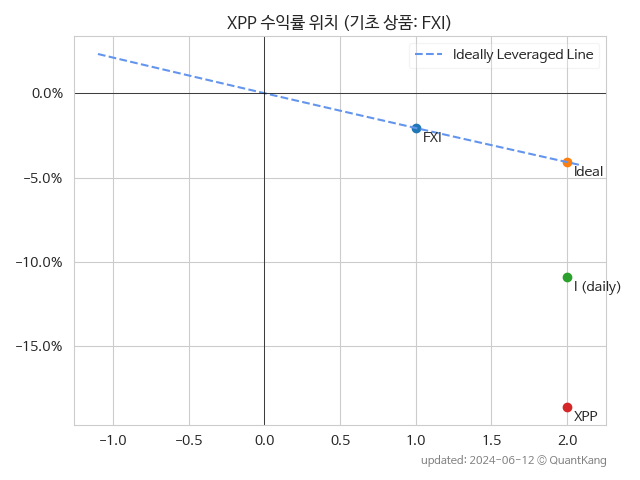 XPP 수익률 위치 (기초 상품: FXI)
Ideally Leveraged Line
0.0%
FXI
Ideal
−5.0%
−10.0%
I (daily)
−15.0%
XPP
−1.0 −0.5 0.0 0.5 1.0 1.5 2.0
updated: 2024-06-12 © QuantKang